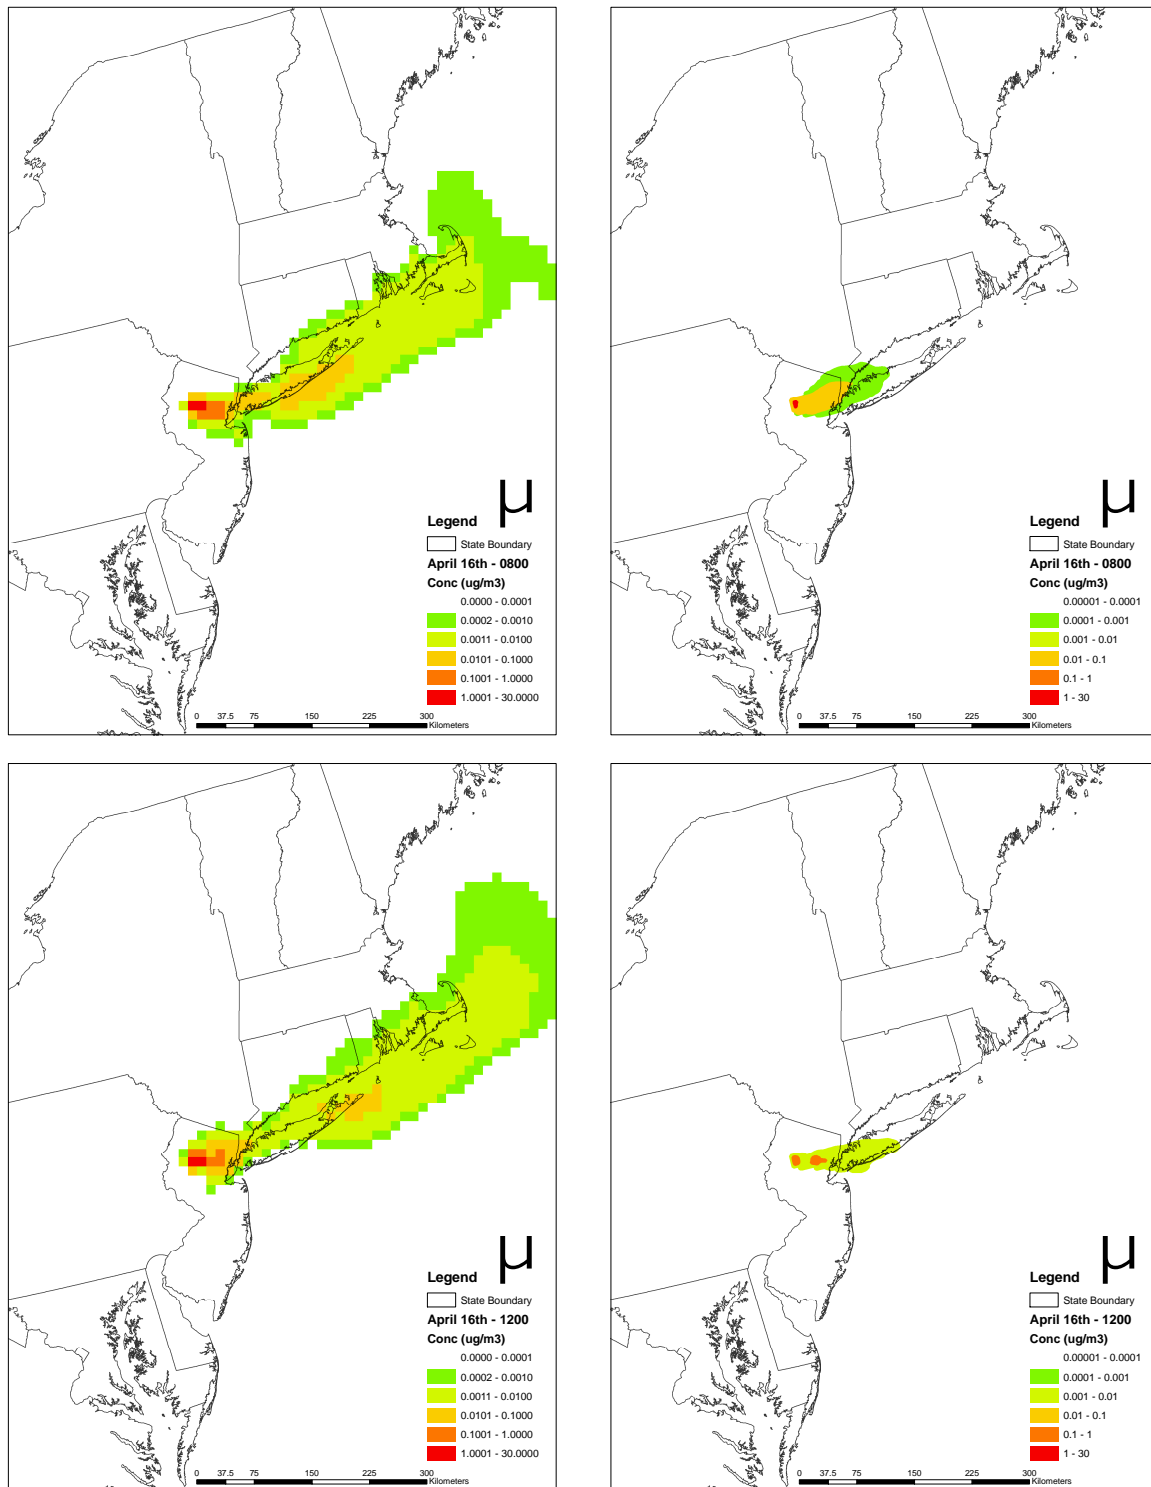 μ
Legend
State Boundary
April 16th - 0800
Conc (ug/m3)
0.0000 - 0.0001
0.0002 - 0.0010
0.0011 - 0.0100
0.0101 - 0.1000
0.1001 - 1.0000
1.0001 - 30.0000
0 37.5 75 150 225 300
Kilometers
μ
Legend
State Boundary
April 16th - 0800
Conc (ug/m3)
0.00001 - 0.0001
0.0001 - 0.001
0.001 - 0.01
0.01 - 0.1
0.1 - 1
1 - 30
0 37.5 75 150 225 300
Kilometers
μ
Legend
State Boundary
April 16th - 1200
Conc (ug/m3)
0.0000 - 0.0001
0.0002 - 0.0010
0.0011 - 0.0100
0.0101 - 0.1000
0.1001 - 1.0000
1.0001 - 30.0000
0 37.5 75 150 225 300
Kilometers
μ
Legend
State Boundary
April 16th - 1200
Conc (ug/m3)
0.00001 - 0.0001
0.0001 - 0.001
0.001 - 0.01
0.01 - 0.1
0.1 - 1
1 - 30
0 37.5 75 150 225 300
Kilometers